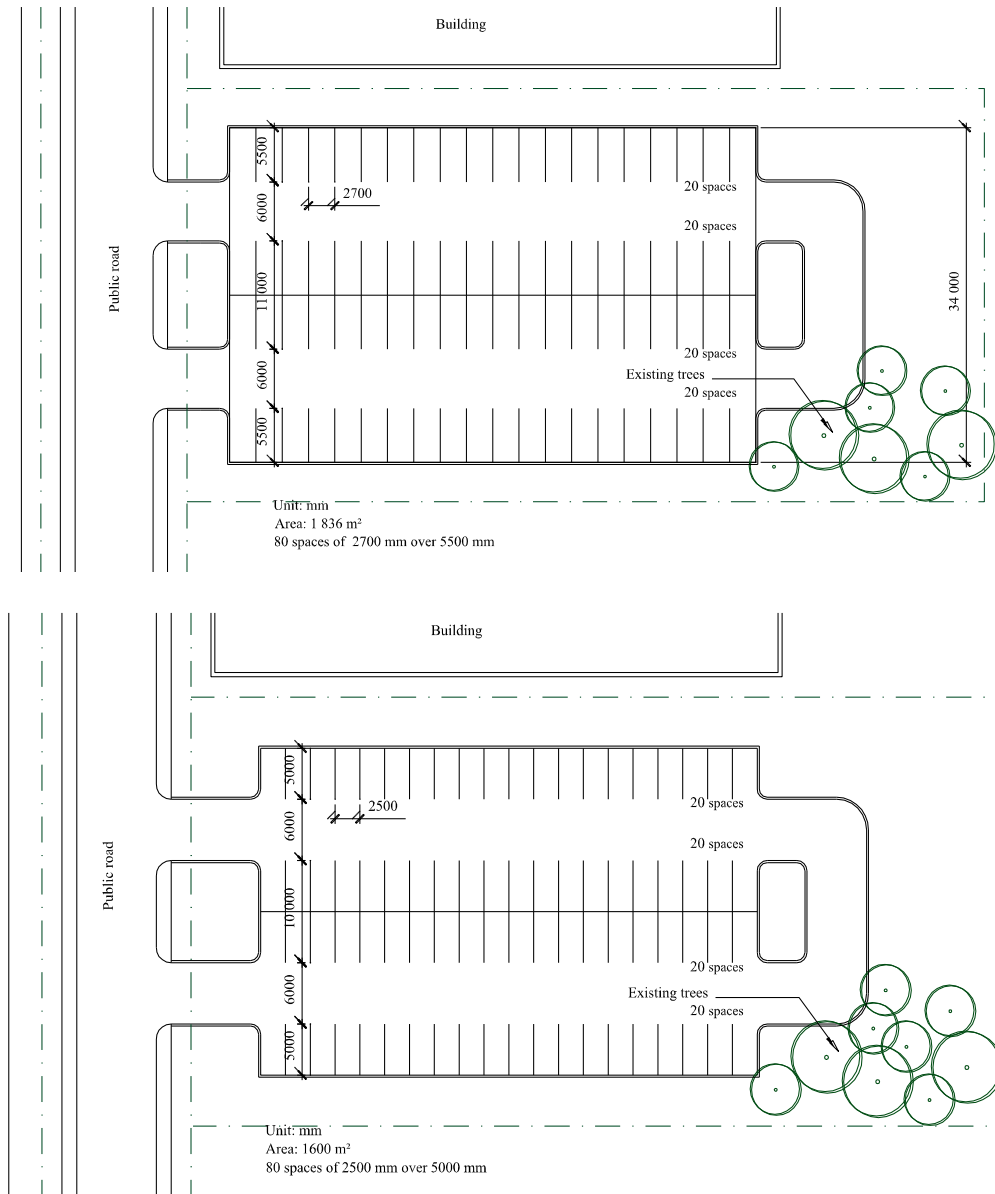 Building
5500
2700
20 spaces
6000
20 spaces
Public road
11 000
34 000
20 spaces
6000
Existing trees
20 spaces
5500
Unit: mm
Area: 1 836 m²
80 spaces of 2700 mm over 5500 mm
Building
5000
20 spaces
2500
6000
20 spaces
Public road
10 000
20 spaces
6000
Existing trees
20 spaces
5000
Unit: mm
Area: 1600 m²
80 spaces of 2500 mm over 5000 mm